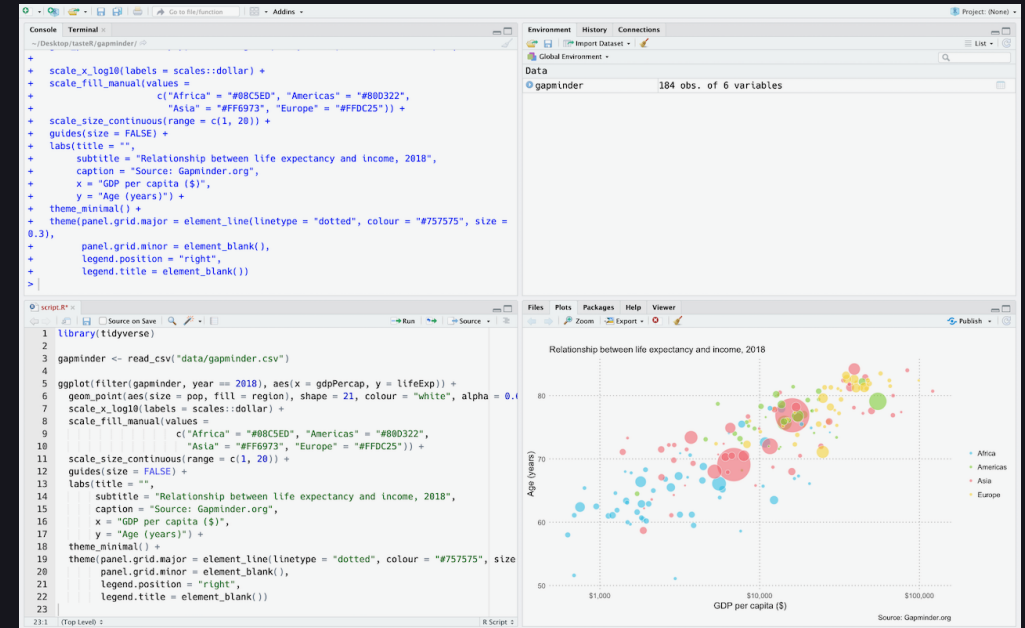 Go to file/function
Addins
Project: (None)
Console Terminal
~/Desktop/tasteR/gapminder/
+
+ scale_x_log10(labels = scales::dollar) +
+ scale_fill_manual(values =
+ c("Africa" = "#08C5ED", "Americas" = "#80D322",
+ "Asia" = "#FF6973", "Europe" = "#FFDC25")) +
+ scale_size_continuous(range = c(1, 20)) +
+ guides(size = FALSE) +
+ labs(title = "",
+ subtitle = "Relationship between life expectancy and income, 2018",
+ caption = "Source: Gapminder.org",
+ x = "GDP per capita ($)",
+ y = "Age (years)") +
+ theme_minimal() +
+ theme(panel.grid.major = element_line(linetype = "dotted", colour = "#757575", size =
0.3),
+ panel.grid.minor = element_blank(),
+ legend.position = "right",
+ legend.title = element_blank())
>
Environment History Connections
Import Dataset
List
Global Environment
Data
gapminder 184 obs. of 6 variables
script.R*
Source on Save
Run
Source
1 library(tidyverse)
2
3 gapminder <- read_csv("data/gapminder.csv")
4
5 ggplot(filter(gapminder, year == 2018), aes(x = gdpPercap, y = lifeExp)) +
6 geom_point(aes(size = pop, fill = region), shape = 21, colour = "white", alpha = 0.
7 scale_x_log10(labels = scales::dollar) +
8 scale_fill_manual(values =
9 c("Africa" = "#08C5ED", "Americas" = "#80D322",
10 "Asia" = "#FF6973", "Europe" = "#FFDC25")) +
11 scale_size_continuous(range = c(1, 20)) +
12 guides(size = FALSE) +
13 labs(title = "",
14 subtitle = "Relationship between life expectancy and income, 2018",
15 caption = "Source: Gapminder.org",
16 x = "GDP per capita ($)",
17 y = "Age (years)") +
18 theme_minimal() +
19 theme(panel.grid.major = element_line(linetype = "dotted", colour = "#757575", size
20 panel.grid.minor = element_blank(),
21 legend.position = "right",
22 legend.title = element_blank())
23
23:1 (Top Level) R Script
Files Plots Packages Help Viewer
Zoom Export Publish
Relationship between life expectancy and income, 2018
Age (years)
80
70
60
50
$1,000 $10,000 $100,000
GDP per capita ($)
Africa
Americas
Asia
Europe
Source: Gapminder.org